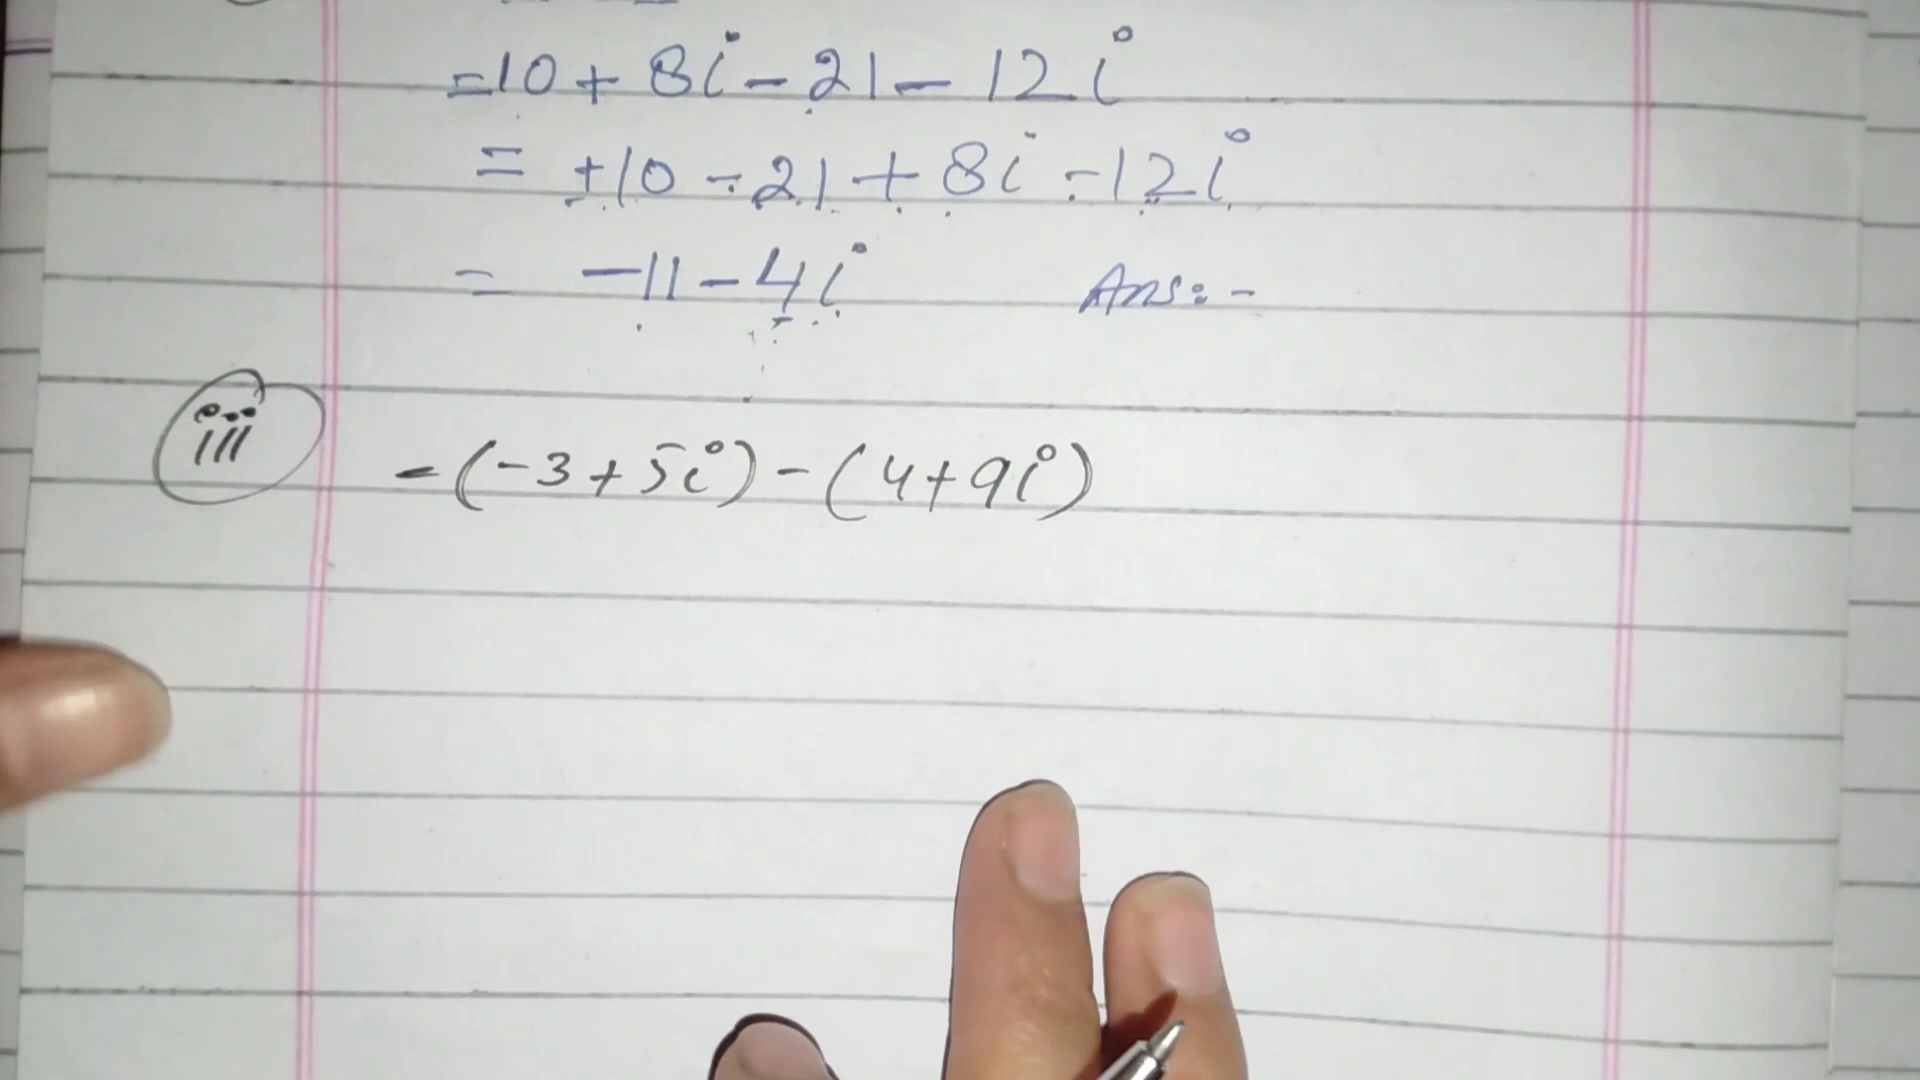 =10 + 8i - 21 - 12i
= +10 - 21 + 8i - 12i
= -11 - 4i Ans:-
iii -(-3+5i)-(4+9i)